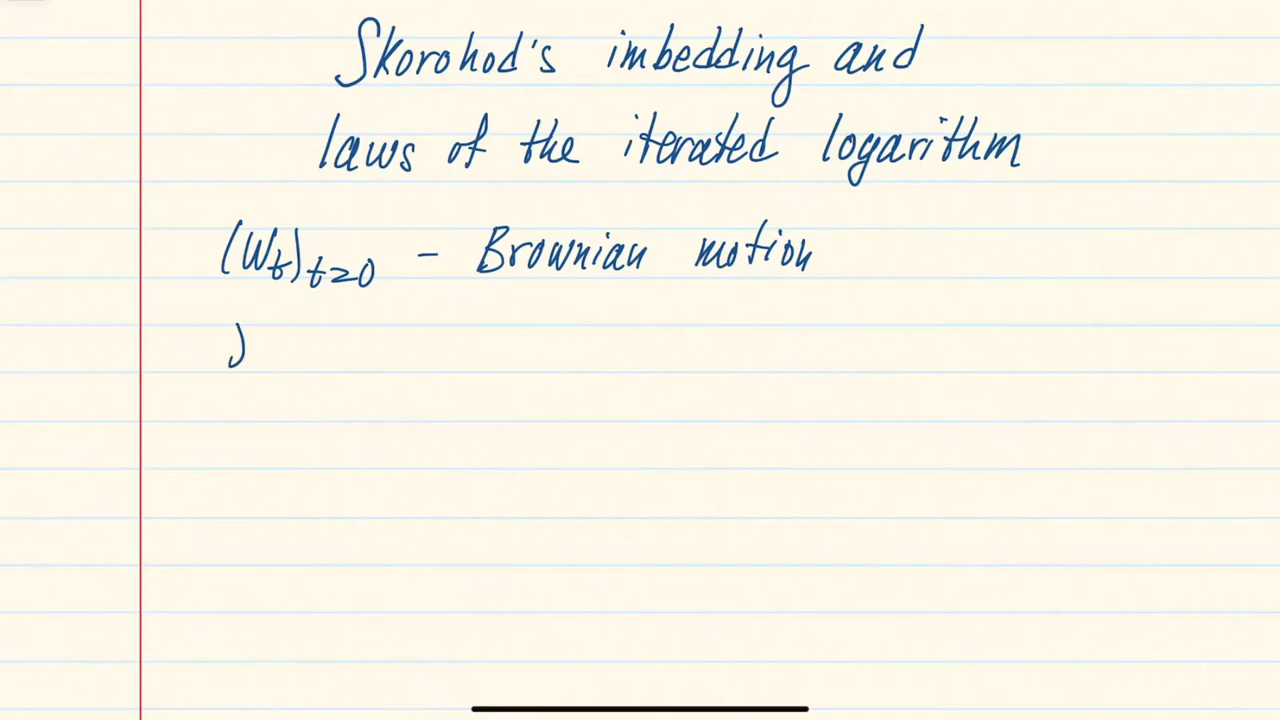 Skorohod's imbedding and
laws of the iterated logarithm
(W_t)_{t≥0} - Brownian motion
)